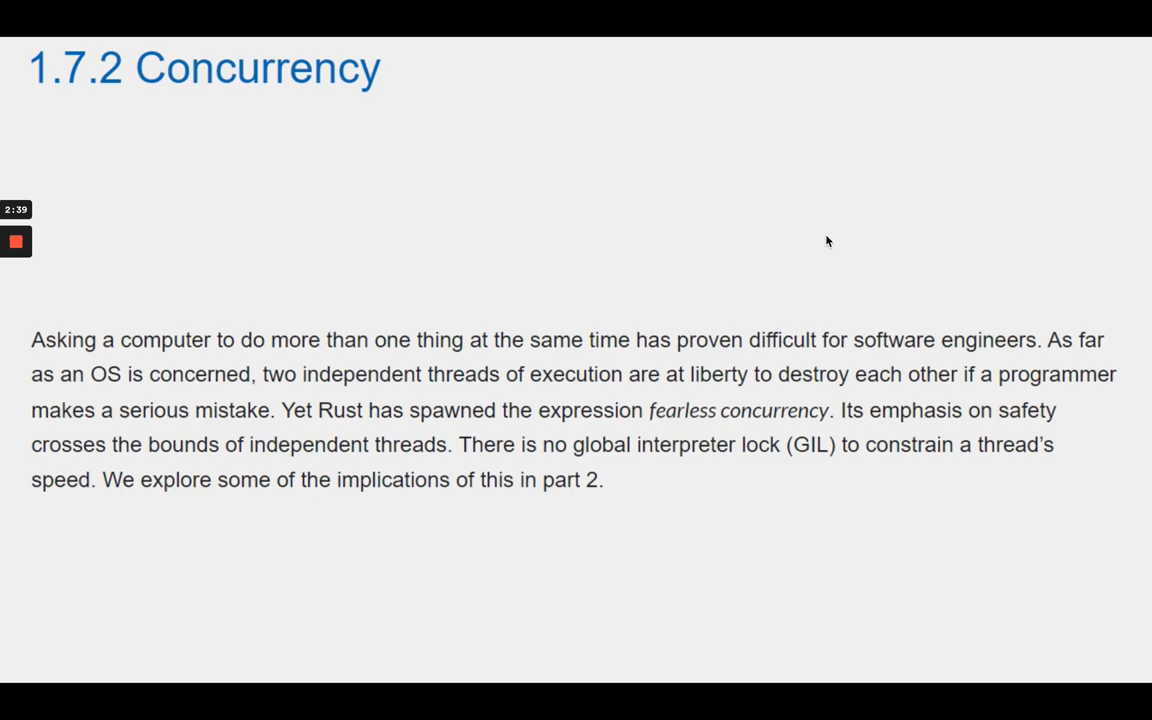 1.7.2 Concurrency
2:39
Asking a computer to do more than one thing at the same time has proven difficult for software engineers. As far
as an OS is concerned, two independent threads of execution are at liberty to destroy each other if a programmer
makes a serious mistake. Yet Rust has spawned the expression fearless concurrency. Its emphasis on safety
crosses the bounds of independent threads. There is no global interpreter lock (GIL) to constrain a thread’s
speed. We explore some of the implications of this in part 2.